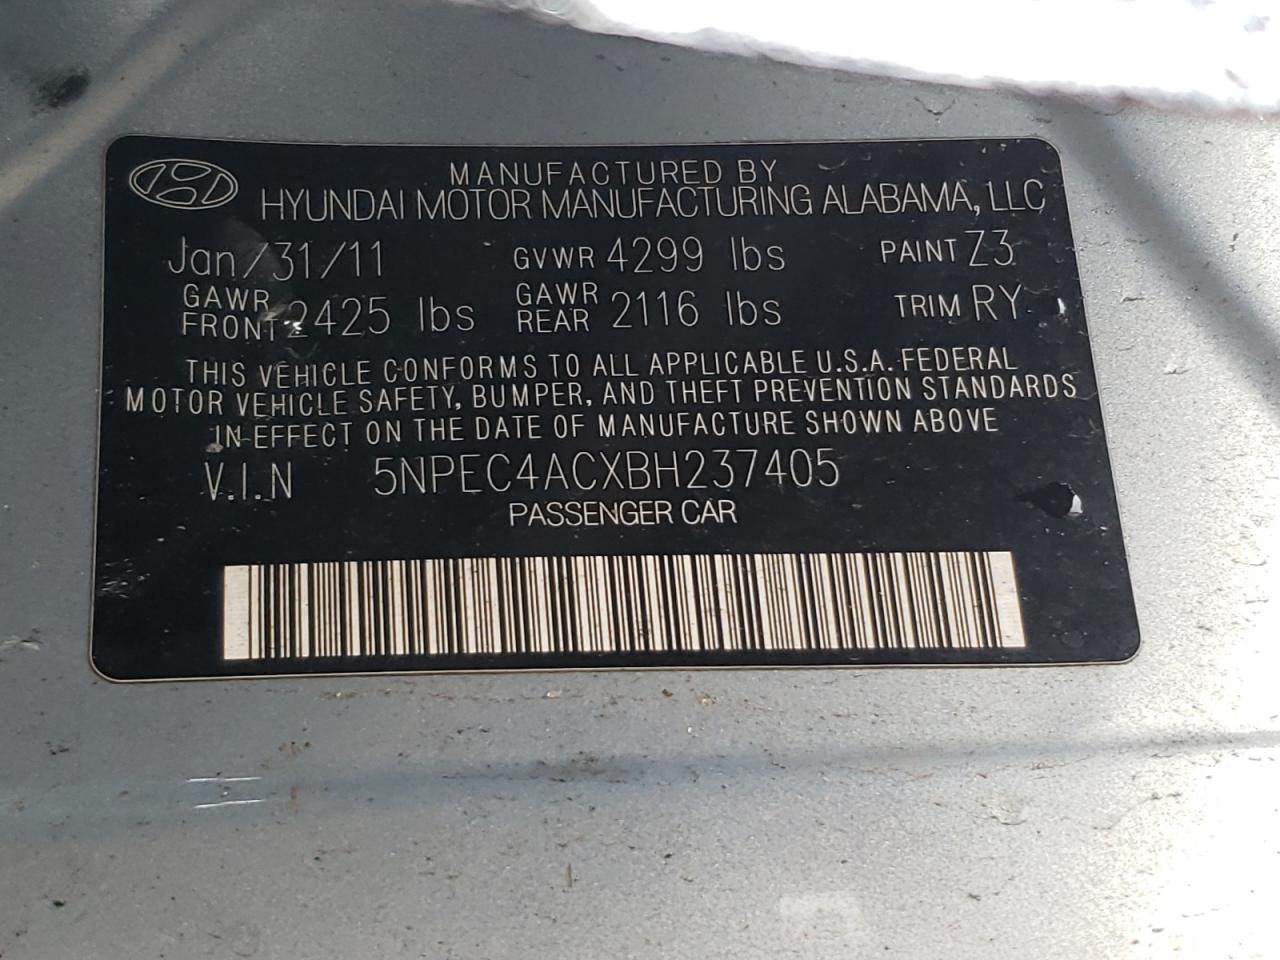 MANUFACTURED BY
HYUNDAI MOTOR MANUFACTURING ALABAMA, LLC
Jan/31/11 GVWR 4299 lbs PAINT Z3
GAWR FRONT 2425 lbs GAWR REAR 2116 lbs TRIM RY
THIS VEHICLE CONFORMS TO ALL APPLICABLE U.S.A. FEDERAL
MOTOR VEHICLE SAFETY, BUMPER, AND THEFT PREVENTION STANDARDS
IN EFFECT ON THE DATE OF MANUFACTURE SHOWN ABOVE
V.I.N 5NPEC4ACXBH237405
PASSENGER CAR